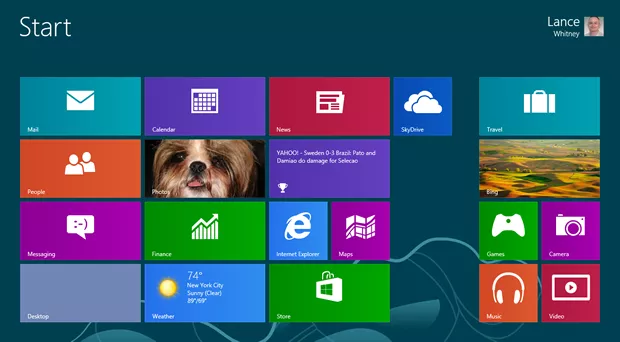 Start
Lance
Whitney
Mail
Calendar
News
SkyDrive
Travel
People
Photos
YAHOO! - Sweden 0-3 Brazil: Pato and
Damiao do damage for Selecao
Bing
Messaging
Finance
Internet Explorer
Maps
Games
Camera
Desktop
74°
New York City
Sunny (Clear)
89°/69°
Weather
Store
Music
Video